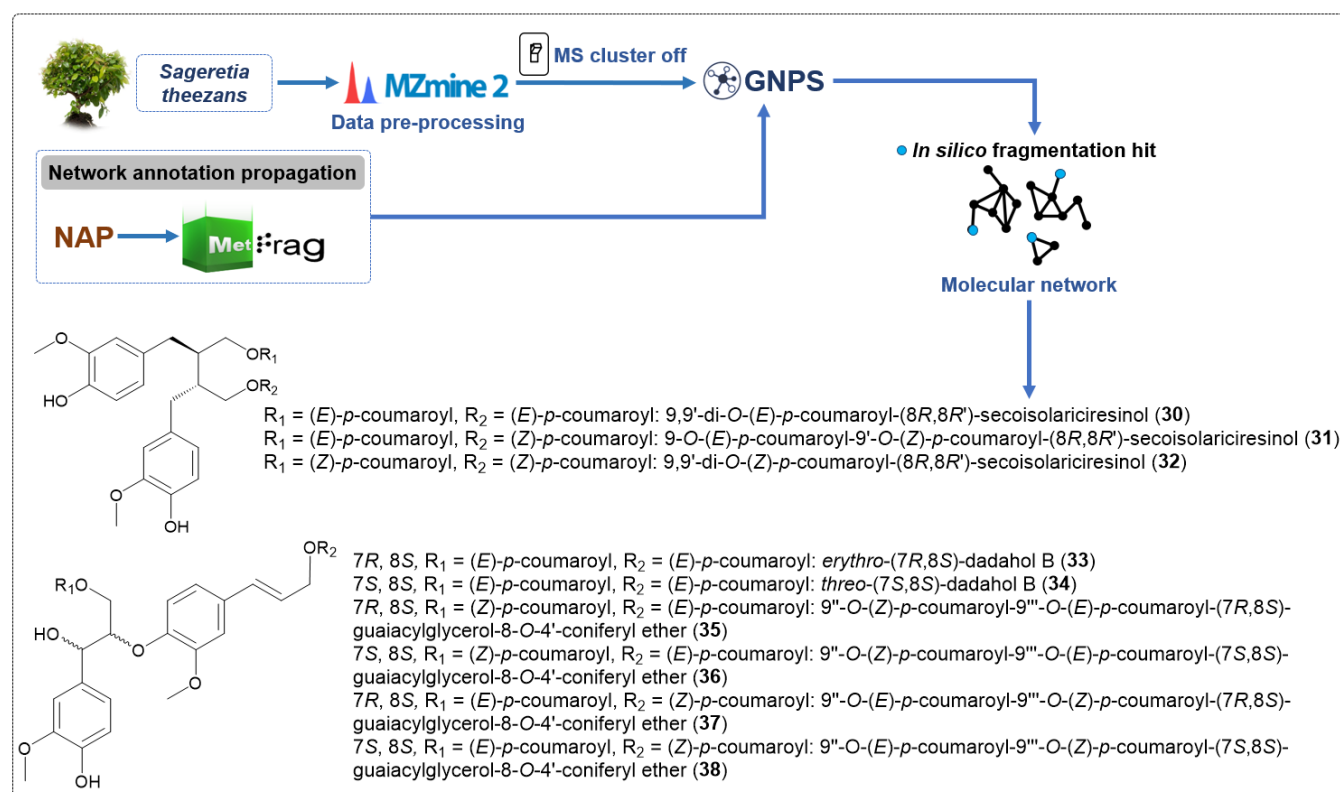 Sageretia
theezans
MZmine 2
Data pre-processing
MS cluster off
GNPS
Network annotation propagation
NAP
MetFrag
In silico fragmentation hit
Molecular network
O
HO
OR1
OR2
O
OH
R1 = (E)-p-coumaroyl, R2 = (E)-p-coumaroyl: 9,9'-di-O-(E)-p-coumaroyl-(8R,8R')-secoisolariciresinol (30)
R1 = (E)-p-coumaroyl, R2 = (Z)-p-coumaroyl: 9-O-(E)-p-coumaroyl-9'-O-(Z)-p-coumaroyl-(8R,8R')-secoisolariciresinol (31)
R1 = (Z)-p-coumaroyl, R2 = (Z)-p-coumaroyl: 9,9'-di-O-(Z)-p-coumaroyl-(8R,8R')-secoisolariciresinol (32)
OR2
R1O
HO
O
O
O
OH
7R, 8S, R1 = (E)-p-coumaroyl, R2 = (E)-p-coumaroyl: erythro-(7R,8S)-dadahol B (33)
7S, 8S, R1 = (E)-p-coumaroyl, R2 = (E)-p-coumaroyl: threo-(7S,8S)-dadahol B (34)
7R, 8S, R1 = (Z)-p-coumaroyl, R2 = (E)-p-coumaroyl: 9''-O-(Z)-p-coumaroyl-9'''-O-(E)-p-coumaroyl-(7R,8S)-
guaiacylglycerol-8-O-4'-coniferyl ether (35)
7S, 8S, R1 = (Z)-p-coumaroyl, R2 = (E)-p-coumaroyl: 9''-O-(Z)-p-coumaroyl-9'''-O-(E)-p-coumaroyl-(7S,8S)-
guaiacylglycerol-8-O-4'-coniferyl ether (36)
7R, 8S, R1 = (E)-p-coumaroyl, R2 = (Z)-p-coumaroyl: 9''-O-(E)-p-coumaroyl-9'''-O-(Z)-p-coumaroyl-(7R,8S)-
guaiacylglycerol-8-O-4'-coniferyl ether (37)
7S, 8S, R1 = (E)-p-coumaroyl, R2 = (Z)-p-coumaroyl: 9''-O-(E)-p-coumaroyl-9'''-O-(Z)-p-coumaroyl-(7S,8S)-
guaiacylglycerol-8-O-4'-coniferyl ether (38)